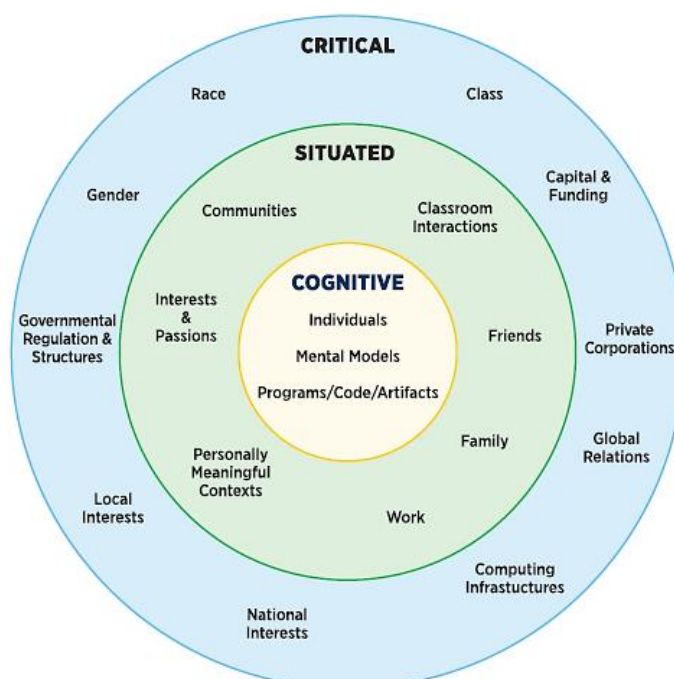 CRITICAL
Race
Class
SITUATED
Gender
Communities
Classroom
Interactions
Capital &
Funding
COGNITIVE
Individuals
Mental Models
Programs/Code/Artifacts
Interests
&
Passions
Friends
Governmental
Regulation &
Structures
Private
Corporations
Family
Global
Relations
Personally
Meaningful
Contexts
Local
Interests
Work
Computing
Infrastuctures
National
Interests